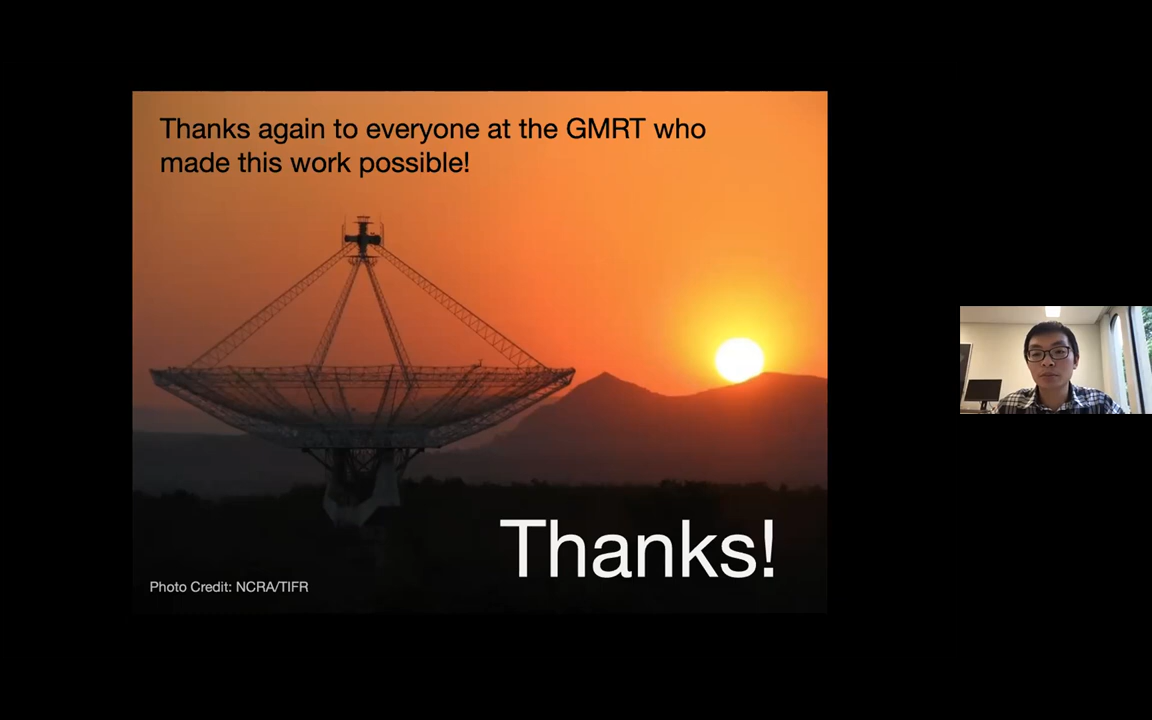 Thanks again to everyone at the GMRT who
made this work possible!
Thanks!
Photo Credit: NCRA/TIFR